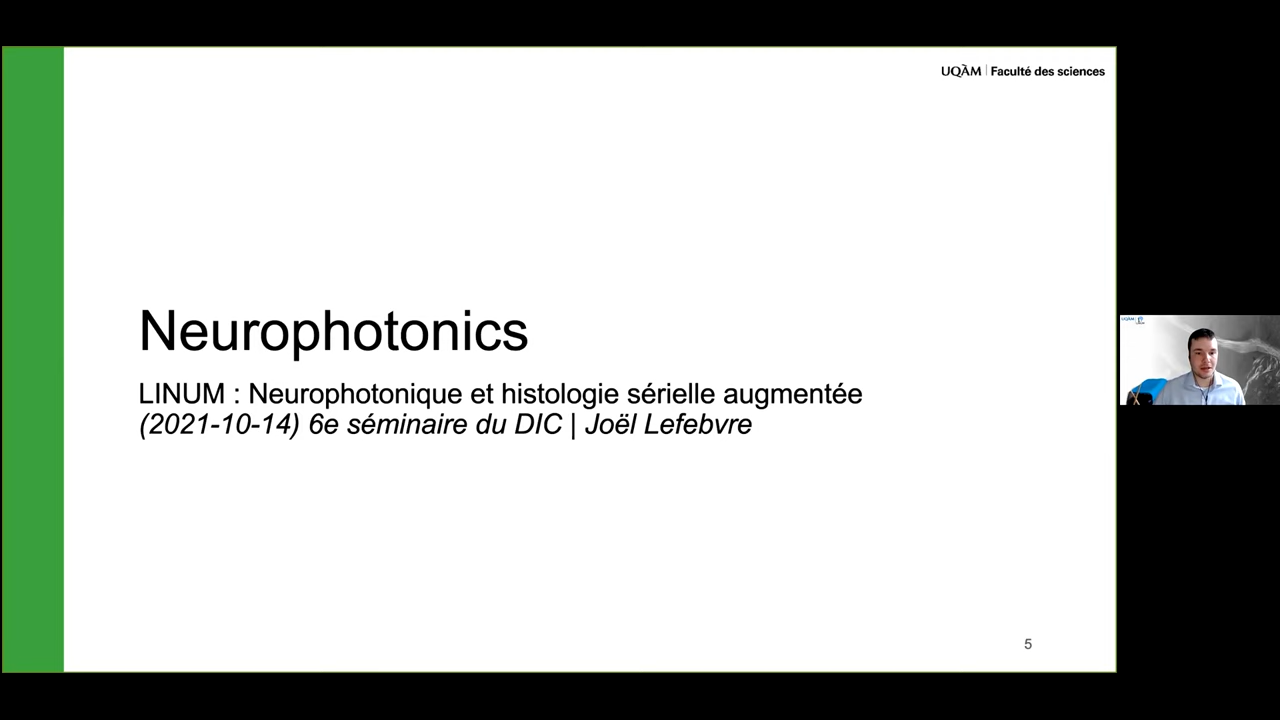 UQÀM | Faculté des sciences
Neurophotonics
LINUM : Neurophotonique et histologie sérielle augmentée
(2021-10-14) 6e séminaire du DIC | Joël Lefebvre
5
UQÀM